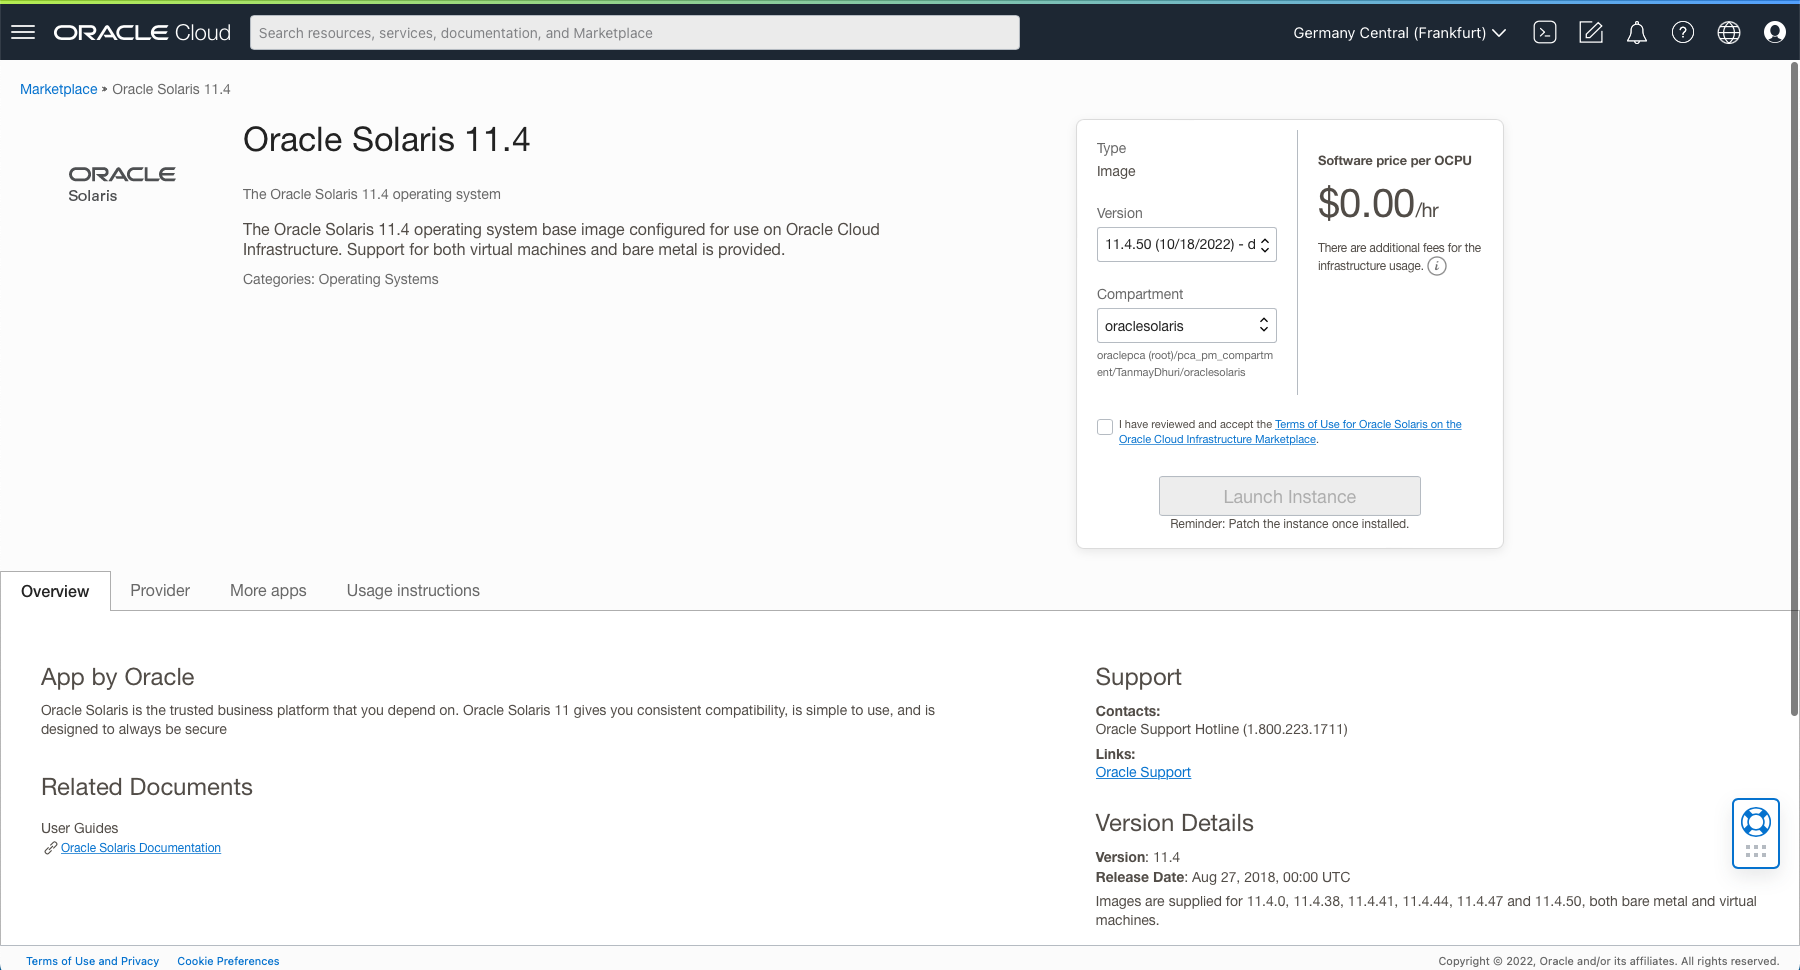 ORACLE Cloud
Search resources, services, documentation, and Marketplace
Germany Central (Frankfurt)
Marketplace » Oracle Solaris 11.4
ORACLE
Solaris
Oracle Solaris 11.4
The Oracle Solaris 11.4 operating system
The Oracle Solaris 11.4 operating system base image configured for use on Oracle Cloud
Infrastructure. Support for both virtual machines and bare metal is provided.
Categories: Operating Systems
Type
Image
Version
11.4.50 (10/18/2022) - d
Compartment
oraclesolaris
oraclepca (root)/pca_pm_compartm
ent/TanmayDhuri/oraclesolaris
Software price per OCPU
$0.00/hr
There are additional fees for the
infrastructure usage.
I have reviewed and accept the Terms of Use for Oracle Solaris on the
Oracle Cloud Infrastructure Marketplace.
Launch Instance
Reminder: Patch the instance once installed.
Overview
Provider
More apps
Usage instructions
App by Oracle
Oracle Solaris is the trusted business platform that you depend on. Oracle Solaris 11 gives you consistent compatibility, is simple to use, and is
designed to always be secure
Related Documents
User Guides
Oracle Solaris Documentation
Support
Contacts:
Oracle Support Hotline (1.800.223.1711)
Links:
Oracle Support
Version Details
Version: 11.4
Release Date: Aug 27, 2018, 00:00 UTC
Images are supplied for 11.4.0, 11.4.38, 11.4.41, 11.4.44, 11.4.47 and 11.4.50, both bare metal and virtual
machines.
Terms of Use and Privacy
Cookie Preferences
Copyright © 2022, Oracle and/or its affiliates. All rights reserved.